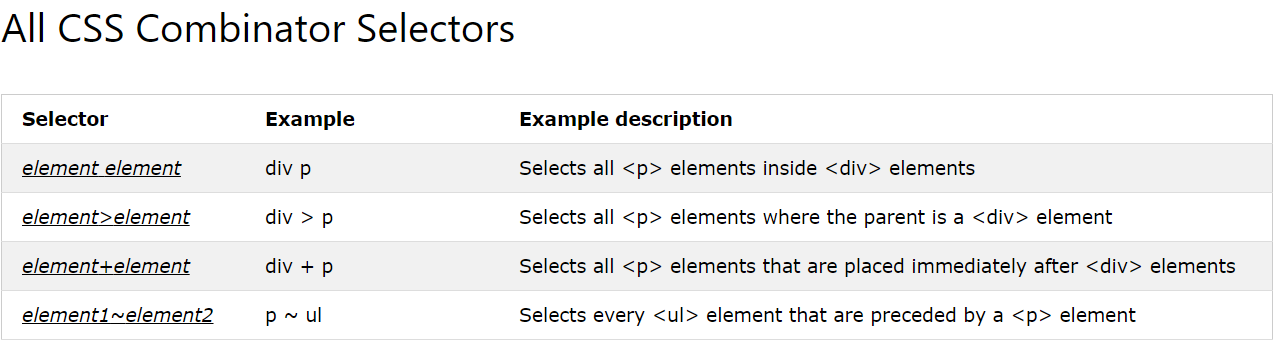 All CSS Combinator Selectors
Selector Example Example description
element element div p Selects all <p> elements inside <div> elements
element>element div > p Selects all <p> elements where the parent is a <div> element
element+element div + p Selects all <p> elements that are placed immediately after <div> elements
element1~element2 p ~ ul Selects every <ul> element that are preceded by a <p> element